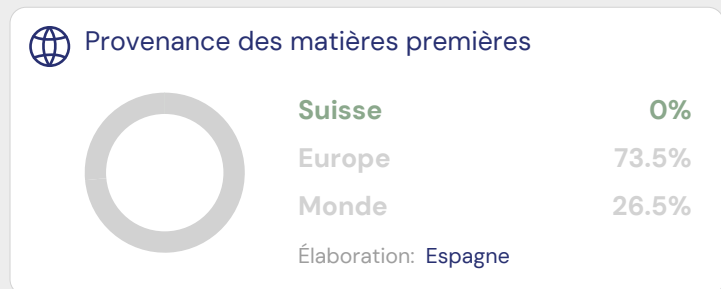 Provenance des matières premières
Suisse 0%
Europe 73.5%
Monde 26.5%
Élaboration: Espagne